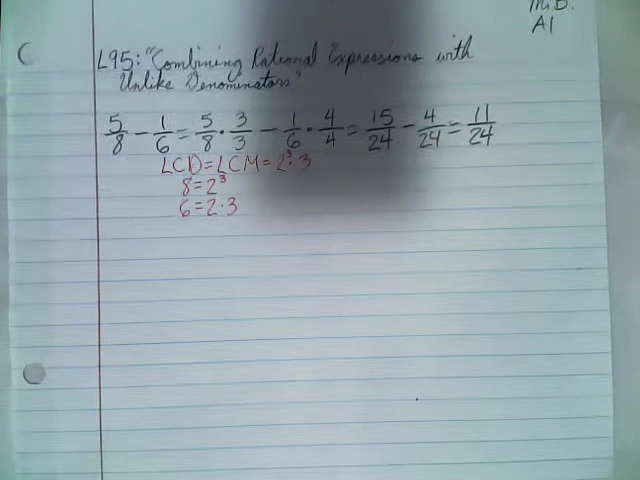 M.B.
A1
L95: "Combining Rational Expressions with
Unlike Denominators"
5/8 - 1/6 = 5/8 · 3/3 - 1/6 · 4/4 = 15/24 - 4/24 = 11/24
LCD = LCM = 2³ · 3
8 = 2³
6 = 2 · 3